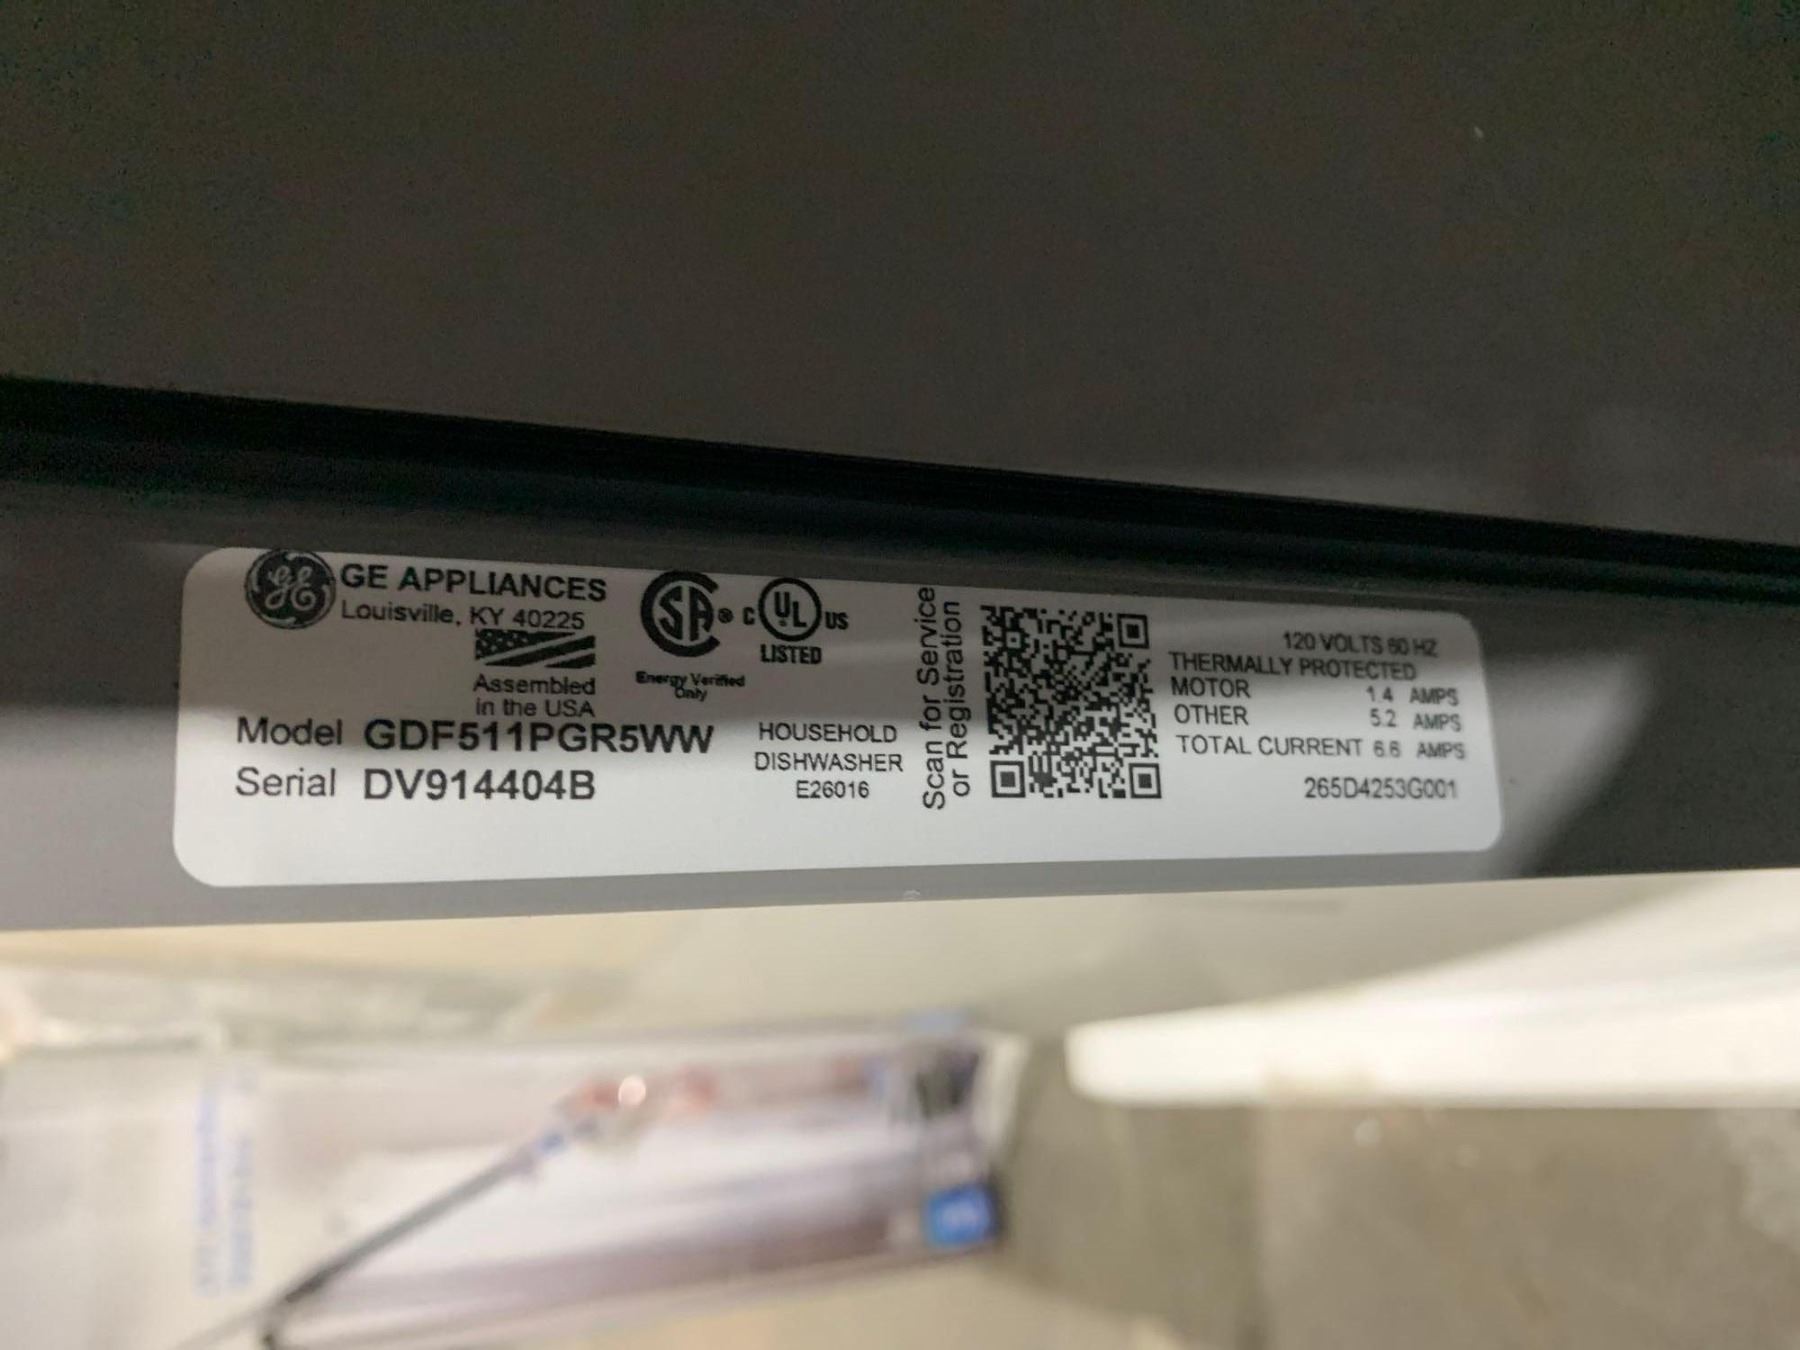 GE APPLIANCES
Louisville, KY 40225
Assembled
in the USA
Model GDF511PGR5WW
Serial DV914404B
SA®
Energy Verified
Only
C UL US
LISTED
HOUSEHOLD
DISHWASHER
E26016
Scan for Service
or Registration
120 VOLTS 60 HZ
THERMALLY PROTECTED
MOTOR 1.4 AMPS
OTHER 5.2 AMPS
TOTAL CURRENT 6.6 AMPS
265D4253G001